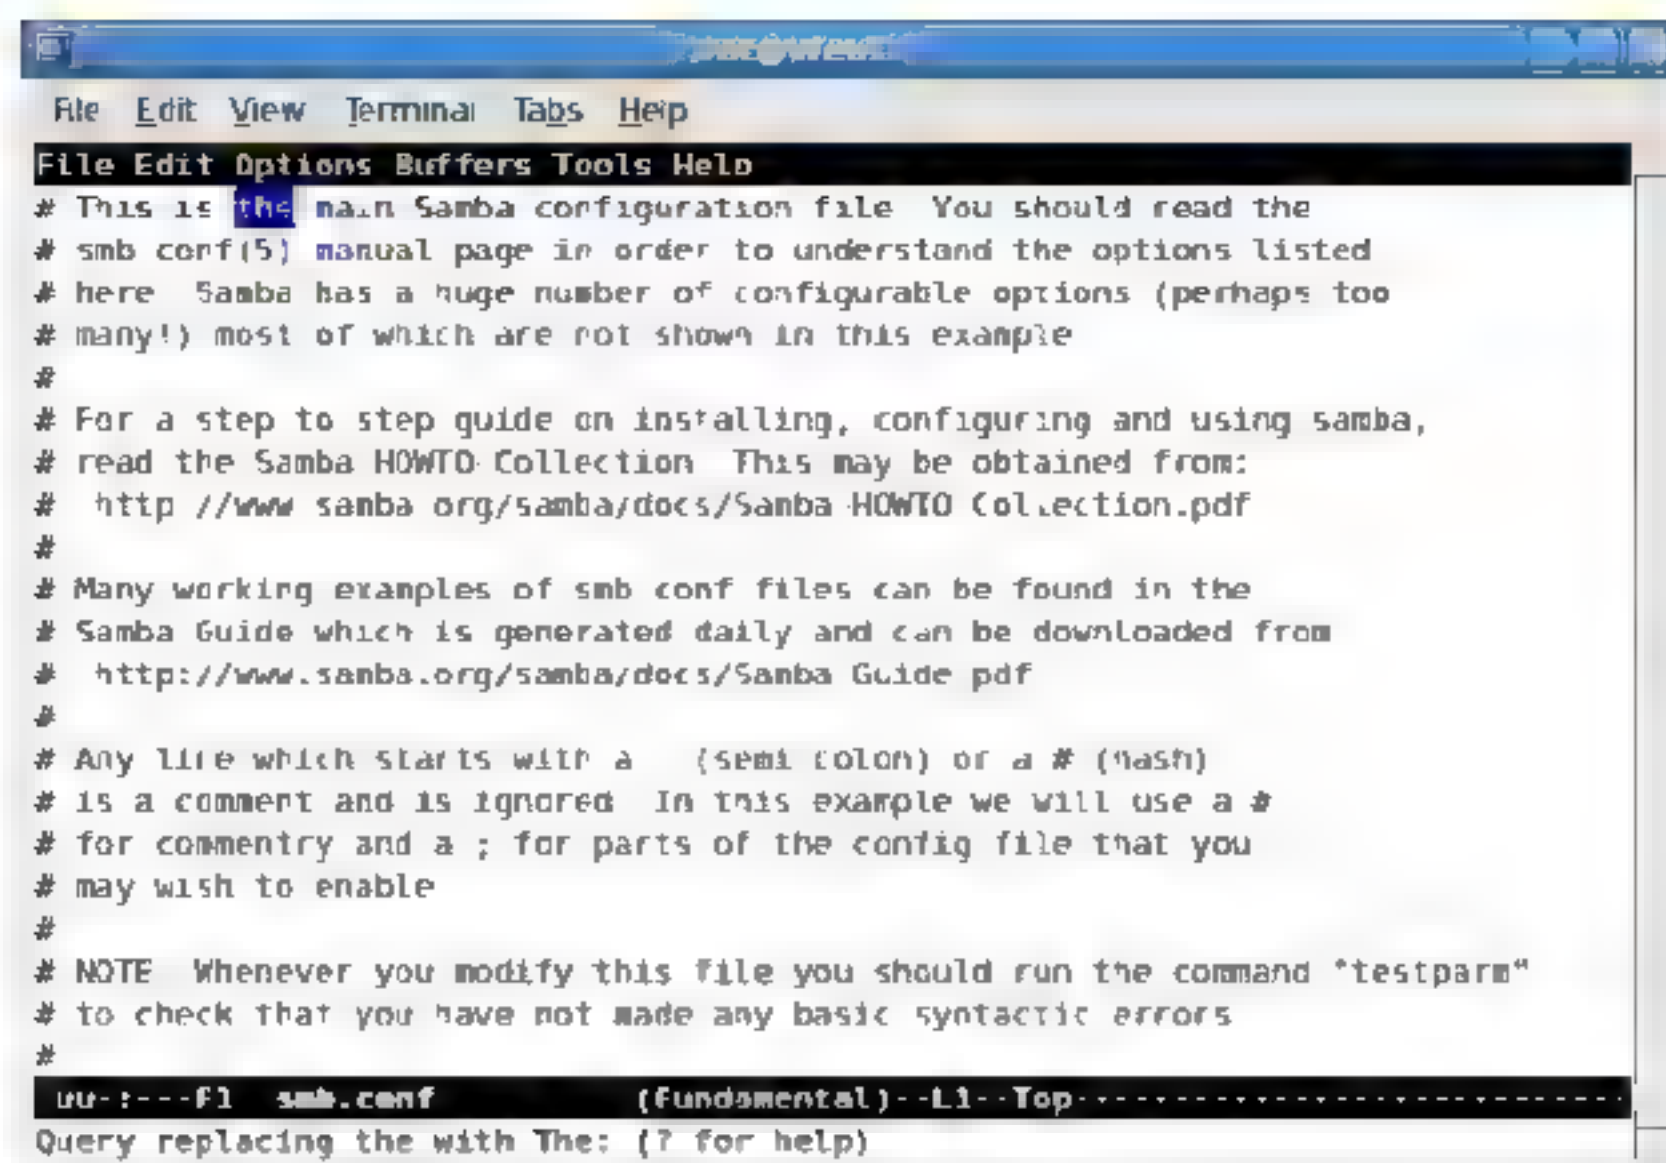 File Edit View Terminal Tabs Help
File Edit Options Buffers Tools Help
# This is the main Samba configuration file  You should read the
# smb conf(5) manual page in order to understand the options listed
# here  Samba has a huge number of configurable options (perhaps too
# many!) most of which are not shown in this example
#
# For a step to step guide on installing, configuring and using samba,
# read the Samba HOWTO Collection  This may be obtained from:
#  http //www samba org/samba/docs/Samba HOWTO Collection.pdf
#
# Many working examples of smb conf files can be found in the
# Samba Guide which is generated daily and can be downloaded from
#  http://www.samba.org/samba/docs/Samba Guide pdf
#
# Any line which starts with a   (semi colon) or a # (hash)
# is a comment and is ignored  In this example we will use a #
# for commentry and a ; for parts of the config file that you
# may wish to enable
#
# NOTE  Whenever you modify this file you should run the command "testparm"
# to check that you have not made any basic syntactic errors
#
uu-:---F1  smb.conf          (Fundamental)--L1--Top----------------------------
Query replacing the with The: (? for help)